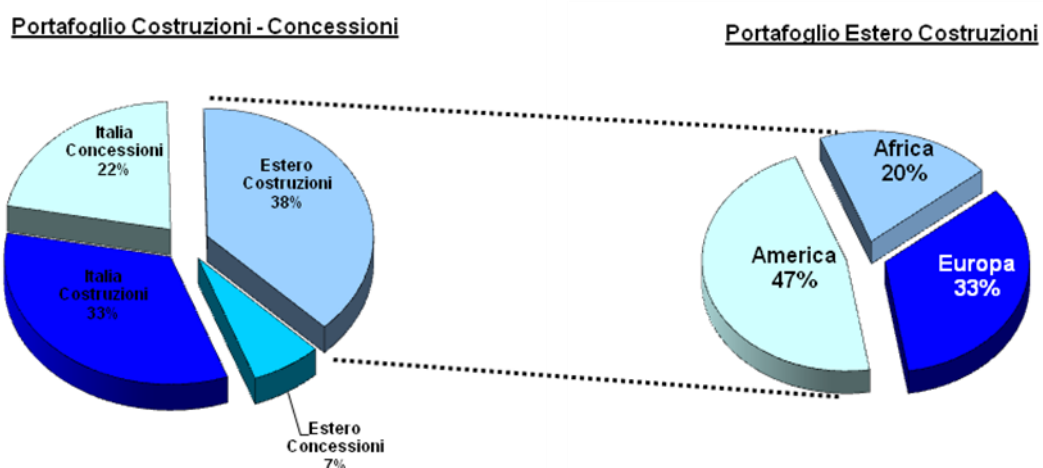 Portafoglio Costruzioni - Concessioni
Portafoglio Estero Costruzioni
Italia
Concessioni
22%
Estero
Costruzioni
38%
Italia
Costruzioni
33%
Estero
Concessioni
7%
Africa
20%
America
47%
Europa
33%